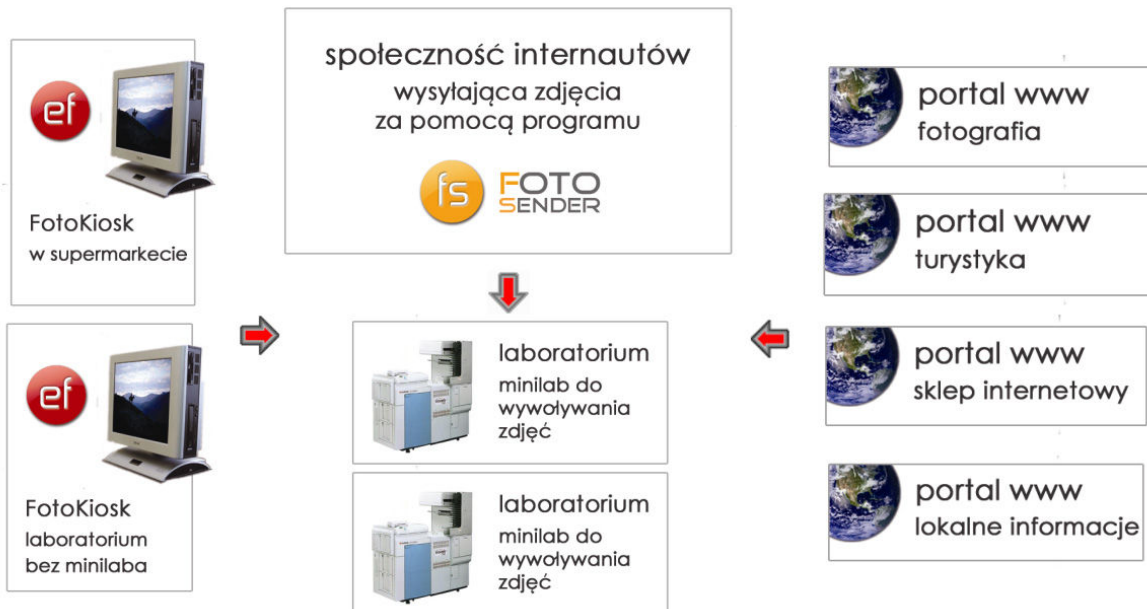 ef
FotoKiosk
w supermarkecie
ef
FotoKiosk
laboratorium
bez minilaba
społeczność internautów
wysyłająca zdjęcia
za pomocą programu
fs FOTO
SENDER
laboratorium
minilab do
wywoływania
zdjęć
laboratorium
minilab do
wywoływania
zdjęć
portal www
fotografia
portal www
turystyka
portal www
sklep internetowy
portal www
lokalne informacje